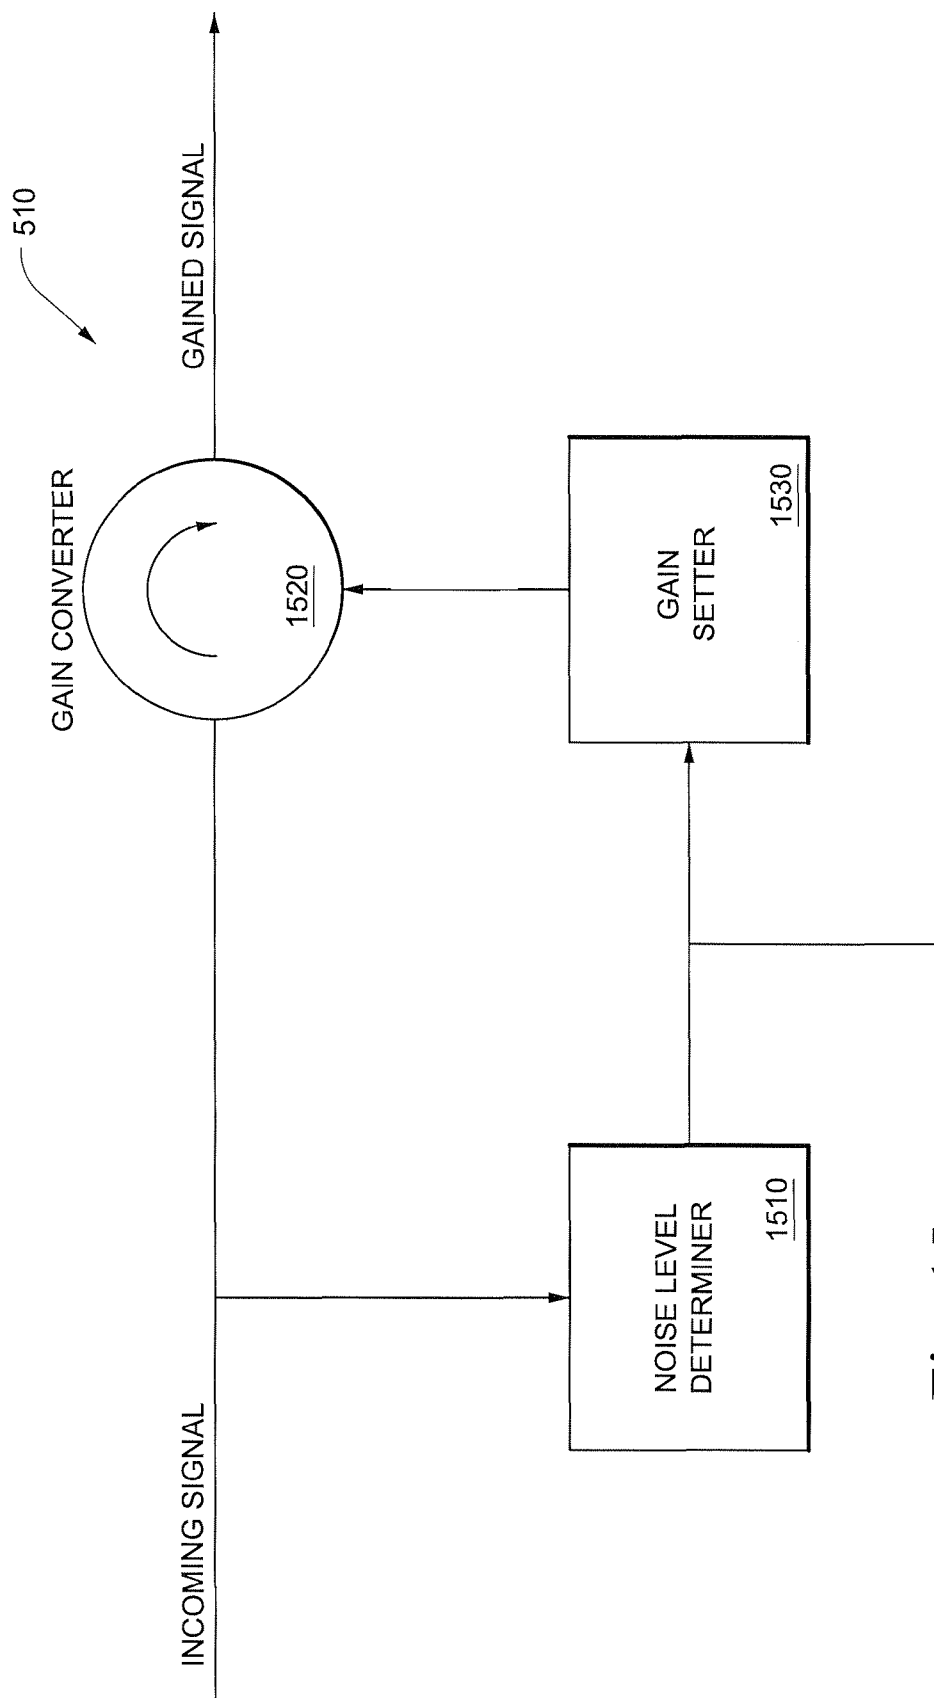 510
GAIN CONVERTER
GAINED SIGNAL
INCOMING SIGNAL
1520
NOISE LEVEL
DETERMINER
1510
GAIN
SETTER
1530